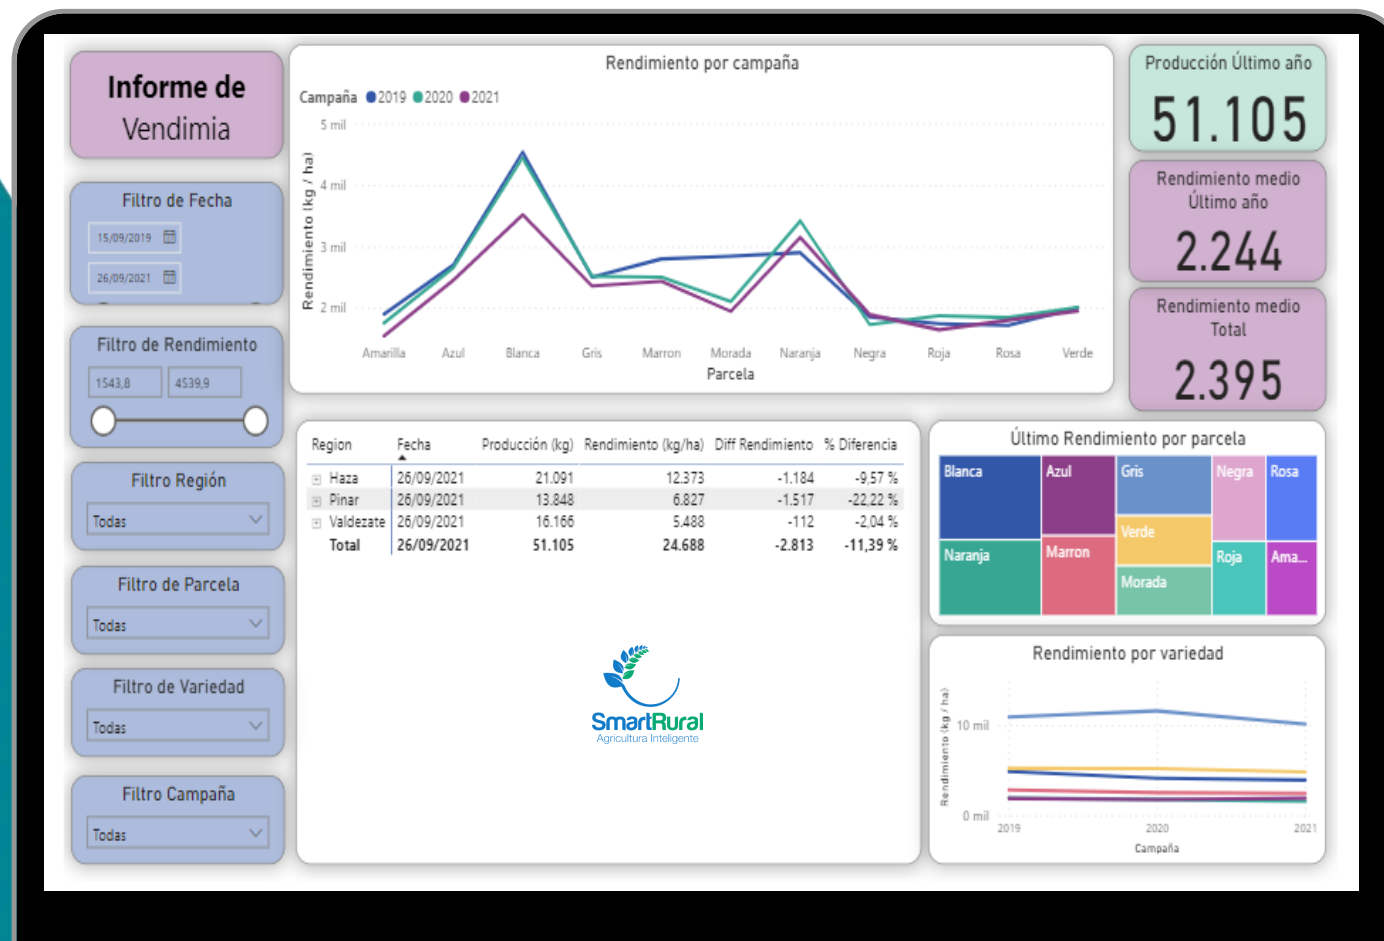 Informe de
Vendimia
Filtro de Fecha
15/09/2019
26/09/2021
Filtro de Rendimiento
1543,8 4539,9
Filtro Región
Todas
Filtro de Parcela
Todas
Filtro de Variedad
Todas
Filtro Campaña
Todas
Rendimiento por campaña
Campaña 2019 2020 2021
Rendimiento (kg / ha)
5 mil
4 mil
3 mil
2 mil
Amarilla Azul Blanca Gris Marron Morada Naranja Negra Roja Rosa Verde
Parcela
Producción Último año
51.105
Rendimiento medio
Último año
2.244
Rendimiento medio
Total
2.395
Region Fecha Producción (kg) Rendimiento (kg/ha) Diff Rendimiento % Diferencia
Haza 26/09/2021 21.091 12.373 -1.184 -9,57 %
Pinar 26/09/2021 13.848 6.827 -1.517 -22,22 %
Valdezate 26/09/2021 16.166 5.488 -112 -2,04 %
Total 26/09/2021 51.105 24.688 -2.813 -11,39 %
SmartRural
Agricultura Inteligente
Último Rendimiento por parcela
Blanca Azul Gris Negra Rosa
Verde
Naranja Marron Roja Ama...
Morada
Rendimiento por variedad
Rendimiento (kg / ha)
10 mil
0 mil
2019 2020 2021
Campaña